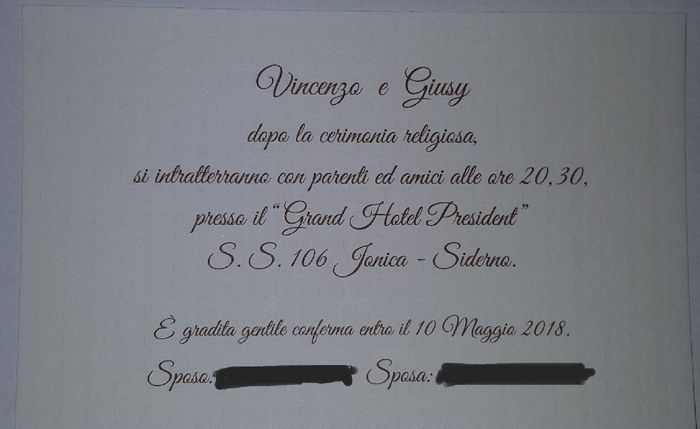 Vincenzo e Giusy
dopo la cerimonia religiosa,
si intratterranno con parenti ed amici alle ore 20,30,
presso il "Grand Hotel President"
S. S. 106 Jonica - Siderno.
È gradita gentile conferma entro il 10 Maggio 2018.
Sposo: Sposa: